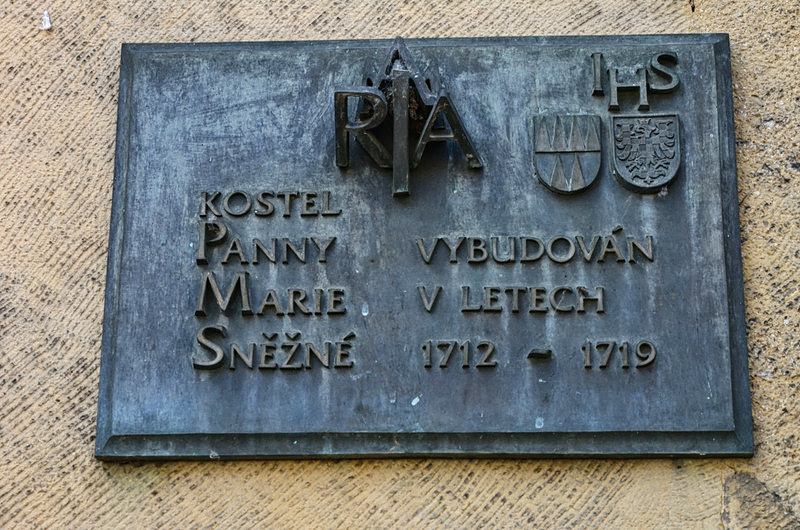 IHS
KOSTEL
PANNY VYBUDOVÁN
MARIE V LETECH
SNĚŽNÉ 1712 - 1719